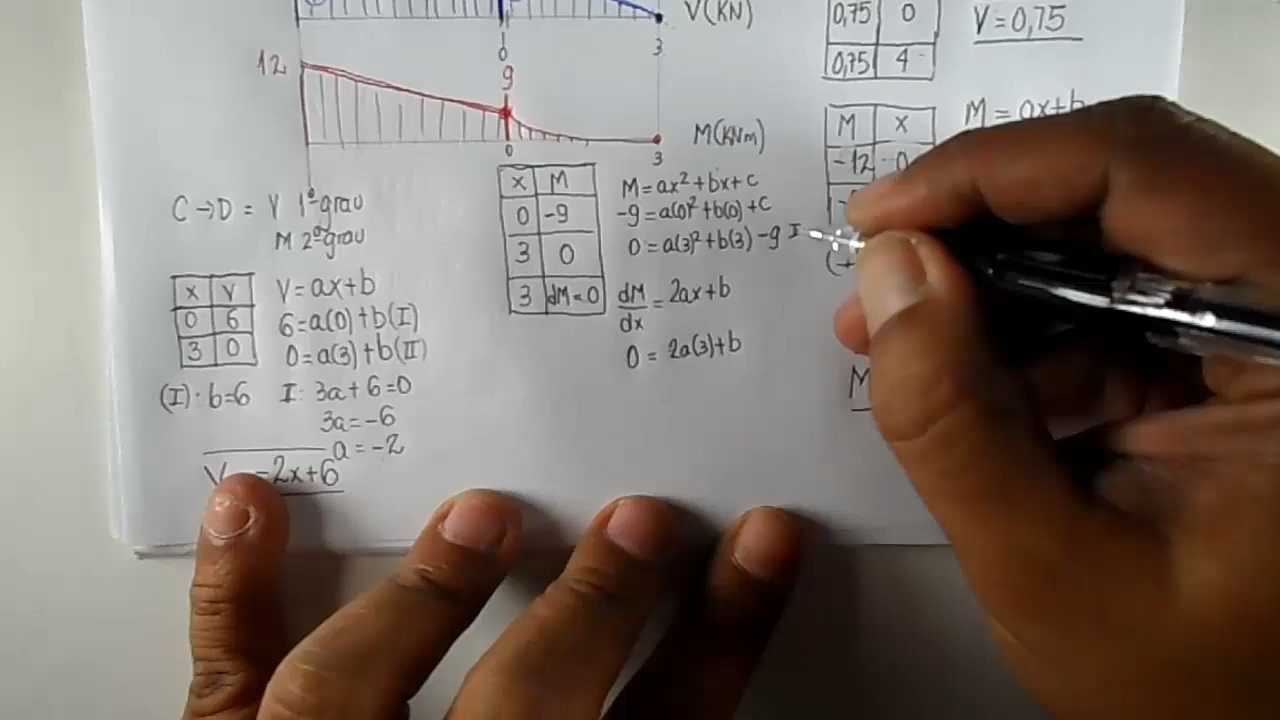 V(KN)
0
3
12
9
0
3
M(KNm)
0,75 0
0,75 4
V=0,75
M X
-12 0
M = ax+b
C→D = V 1º grau
M 2º grau
X V
0 6
3 0
V=ax+b
6=a(0)+b(I)
0=a(3)+b(II)
(I): b=6
I: 3a+6=0
3a=-6
a=-2
V=-2x+6
X M
0 -9
3 0
3 dM=0
M=ax²+bx+c
-9=a(0)²+b(0)+c
0=a(3)²+b(3)-9 I
dM/dx = 2ax+b
0 = 2a(3)+b
M